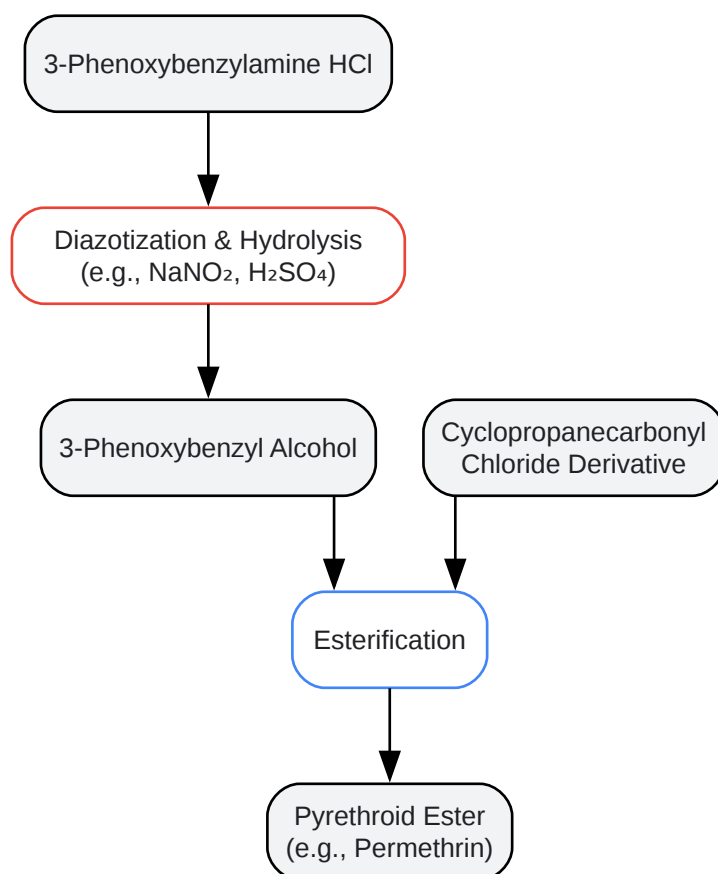 3-Phenoxybenzylamine HCl
Diazotization & Hydrolysis
(e.g., NaNO₂, H₂SO₄)
3-Phenoxybenzyl Alcohol
Cyclopropanecarbonyl
Chloride Derivative
Esterification
Pyrethroid Ester
(e.g., Permethrin)